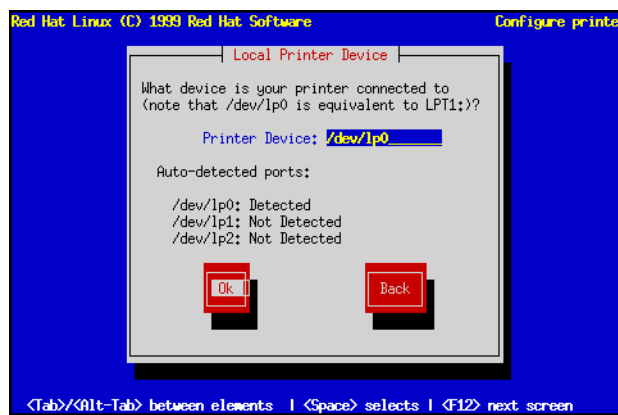 Red Hat Linux (C) 1999 Red Hat Software Configure printe
Local Printer Device
What device is your printer connected to
(note that /dev/lp0 is equivalent to LPT1:)?
Printer Device: /dev/lp0______
Auto-detected ports:
/dev/lp0: Detected
/dev/lp1: Not Detected
/dev/lp2: Not Detected
Ok Back
<Tab>/<Alt-Tab> between elements | <Space> selects | <F12> next screen